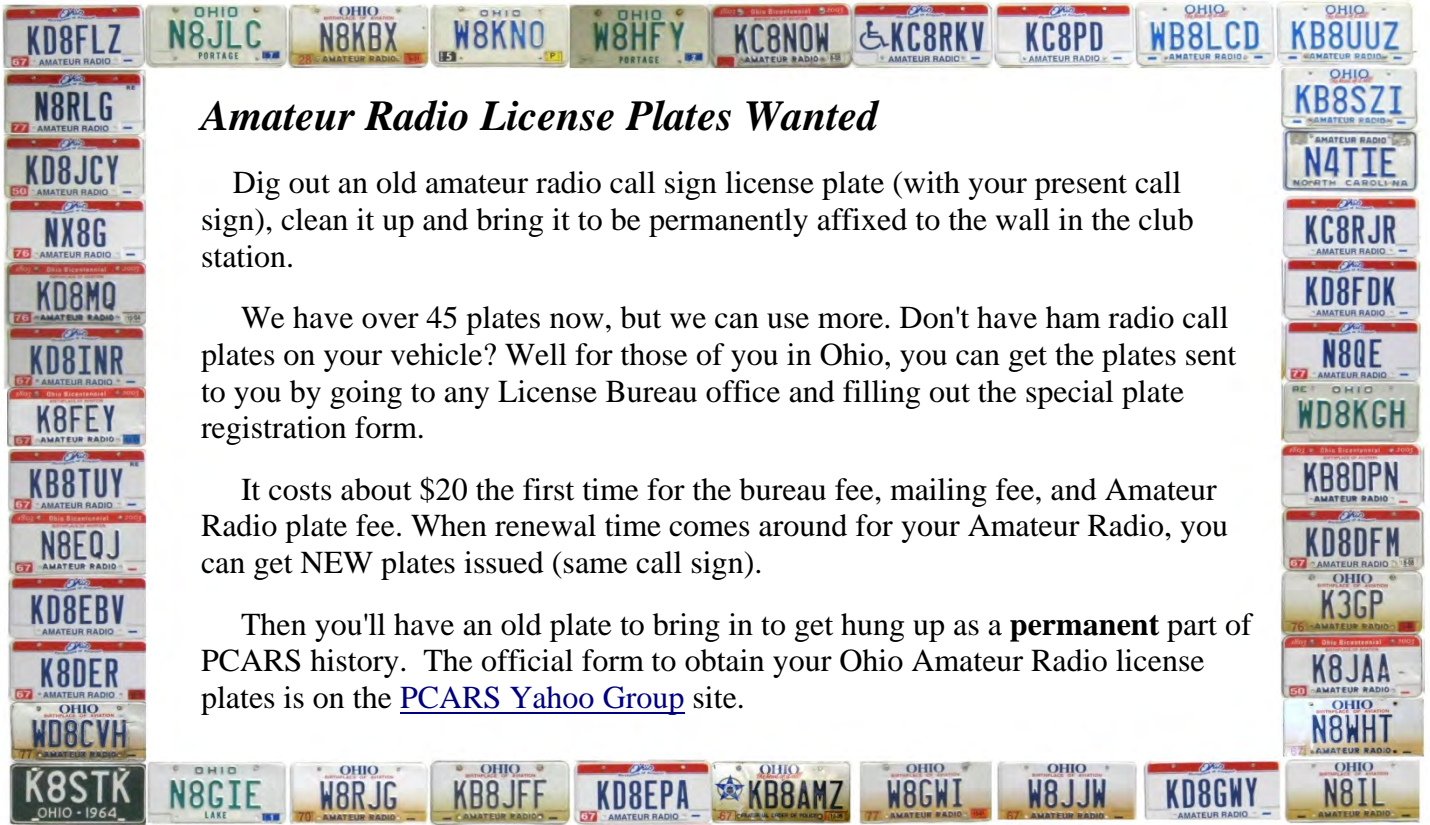 KD8FLZ
N8JLC
N8KBX
W8KNO
W8HFY
KC8NOW
KC8RKV
KC8PD
WB8LCD
KB8UUZ
N8RLG
KD8JCY
NX8G
KD8MQ
KD8INR
K8FEY
KB8TUY
N8EQJ
KD8EBV
K8DER
WD8CVH
Amateur Radio License Plates Wanted
Dig out an old amateur radio call sign license plate (with your present call
sign), clean it up and bring it to be permanently affixed to the wall in the club
station.
We have over 45 plates now, but we can use more. Don't have ham radio call
plates on your vehicle? Well for those of you in Ohio, you can get the plates sent
to you by going to any License Bureau office and filling out the special plate
registration form.
It costs about $20 the first time for the bureau fee, mailing fee, and Amateur
Radio plate fee. When renewal time comes around for your Amateur Radio, you
can get NEW plates issued (same call sign).
Then you'll have an old plate to bring in to get hung up as a permanent part of
PCARS history.  The official form to obtain your Ohio Amateur Radio license
plates is on the PCARS Yahoo Group site.
KB8SZI
AMATEUR RADIO
N4TIE
NORTH CAROLINA
KC8RJR
KD8FDK
N8QE
WD8KGH
KB8DPN
KD8DFM
K3GP
K8JAA
N8WHT
K8STK
OHIO - 1964
N8GIE
LAKE
W8RJG
KB8JFF
KD8EPA
KB8AMZ
W8GWI
W8JJW
KD8GWY
N8IL